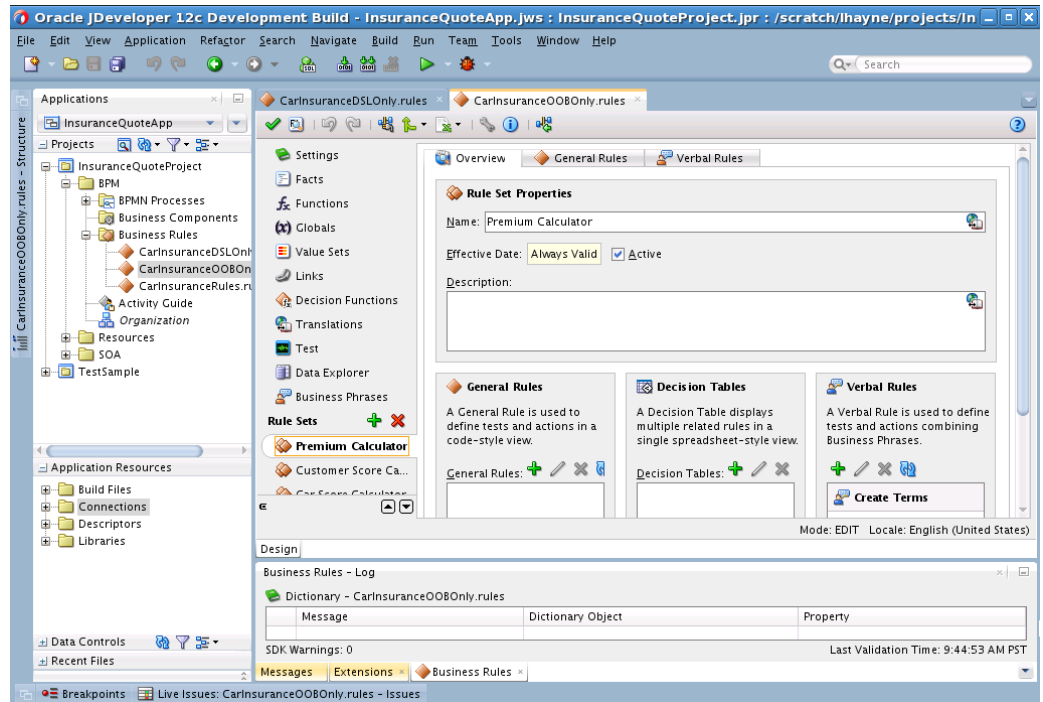 Oracle JDeveloper 12c Development Build - InsuranceQuoteApp.jws : InsuranceQuoteProject.jpr : /scratch/lhayne/projects/In
File Edit View Application Refactor Search Navigate Build Run Team Tools Window Help
Search
Applications
InsuranceQuoteApp
Projects
InsuranceQuoteProject
BPM
BPMN Processes
Business Components
Business Rules
CarInsuranceDSLOnl
CarInsuranceOOBOn
CarInsuranceRules.ru
Activity Guide
Organization
Resources
SOA
TestSample
Application Resources
Build Files
Connections
Descriptors
Libraries
Data Controls
Recent Files
CarInsuranceOOBOnly.rules - Structure
CarInsuranceDSLOnly.rules
CarInsuranceOOBOnly.rules
Settings
Facts
Functions
Globals
Value Sets
Links
Decision Functions
Translations
Test
Data Explorer
Business Phrases
Rule Sets
Premium Calculator
Customer Score Ca...
Car Score Calculator
Overview
General Rules
Verbal Rules
Rule Set Properties
Name: Premium Calculator
Effective Date: Always Valid Active
Description:
General Rules
A General Rule is used to
define tests and actions in a
code-style view.
General Rules:
Decision Tables
A Decision Table displays
multiple related rules in a
single spreadsheet-style view.
Decision Tables:
Verbal Rules
A Verbal Rule is used to define
tests and actions combining
Business Phrases.
Create Terms
Mode: EDIT Locale: English (United States)
Design
Business Rules - Log
Dictionary - CarInsuranceOOBOnly.rules
Message Dictionary Object Property
SDK Warnings: 0 Last Validation Time: 9:44:53 AM PST
Messages Extensions Business Rules
Breakpoints Live Issues: CarInsuranceOOBOnly.rules - Issues